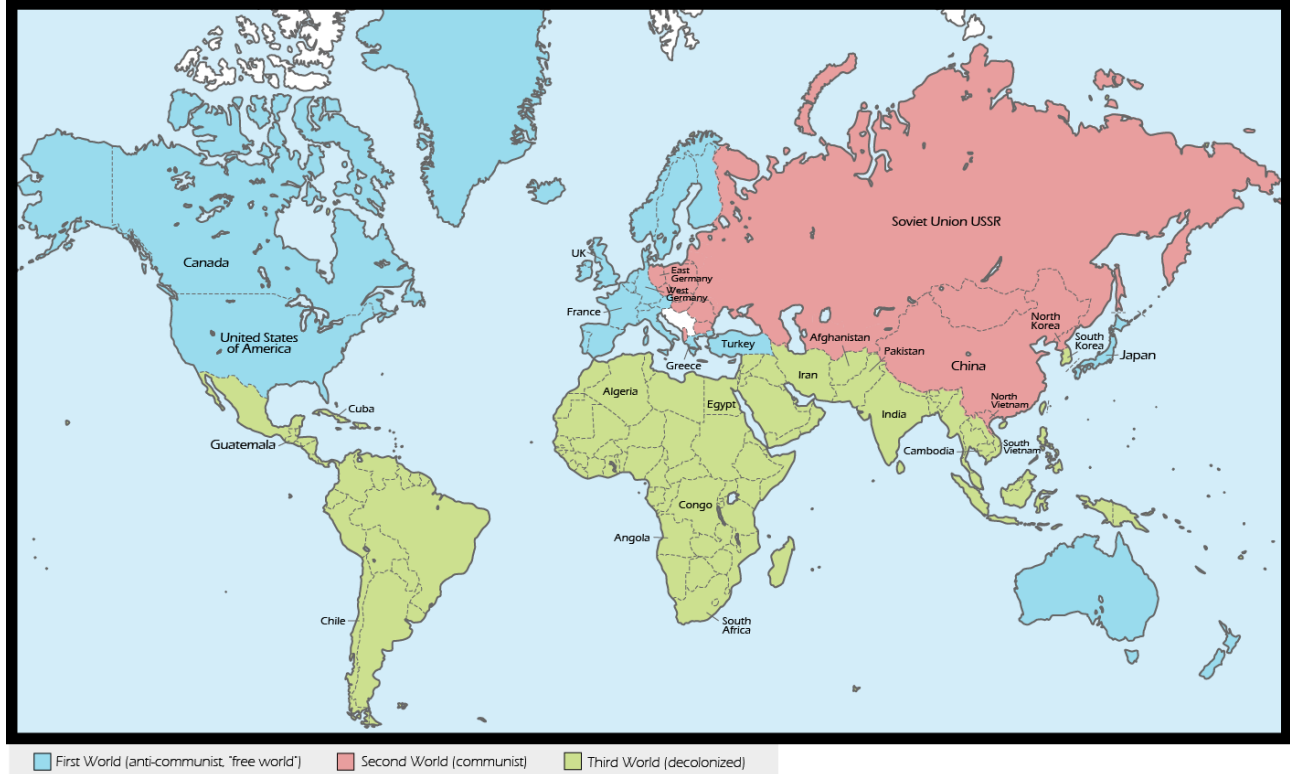 Soviet Union USSR
UK
Canada
East
Germany
West
Germany
France
North
Korea
United States
of America
Turkey
Afghanistan
South
Korea
Pakistan
Japan
Greece
Iran
China
Algeria
Egypt
North
Vietnam
Cuba
India
Guatemala
Cambodia
South
Vietnam
Congo
Angola
Chile
South
Africa
First World (anti-communist, "free world")
Second World (communist)
Third World (decolonized)